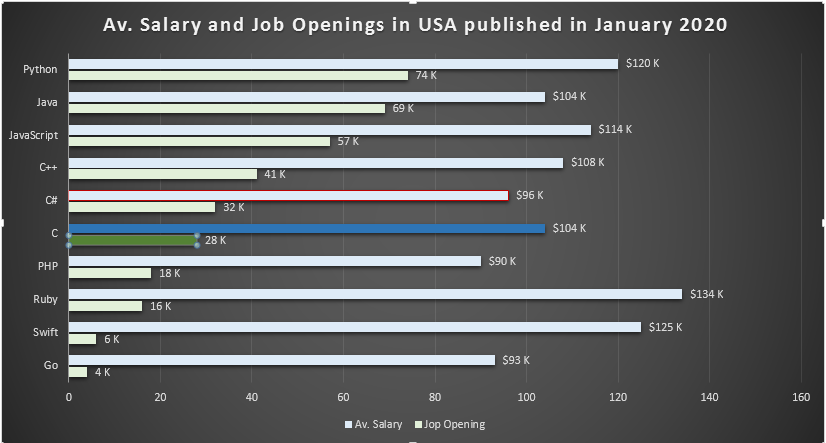 Av. Salary and Job Openings in USA published in January 2020
Python
$120 K
74 K
Java
$104 K
69 K
JavaScript
$114 K
57 K
C++
$108 K
41 K
C#
$96 K
32 K
C
$104 K
28 K
PHP
$90 K
18 K
Ruby
$134 K
16 K
Swift
$125 K
6 K
Go
$93 K
4 K
0 20 40 60 80 100 120 140 160
Av. Salary Jop Opening